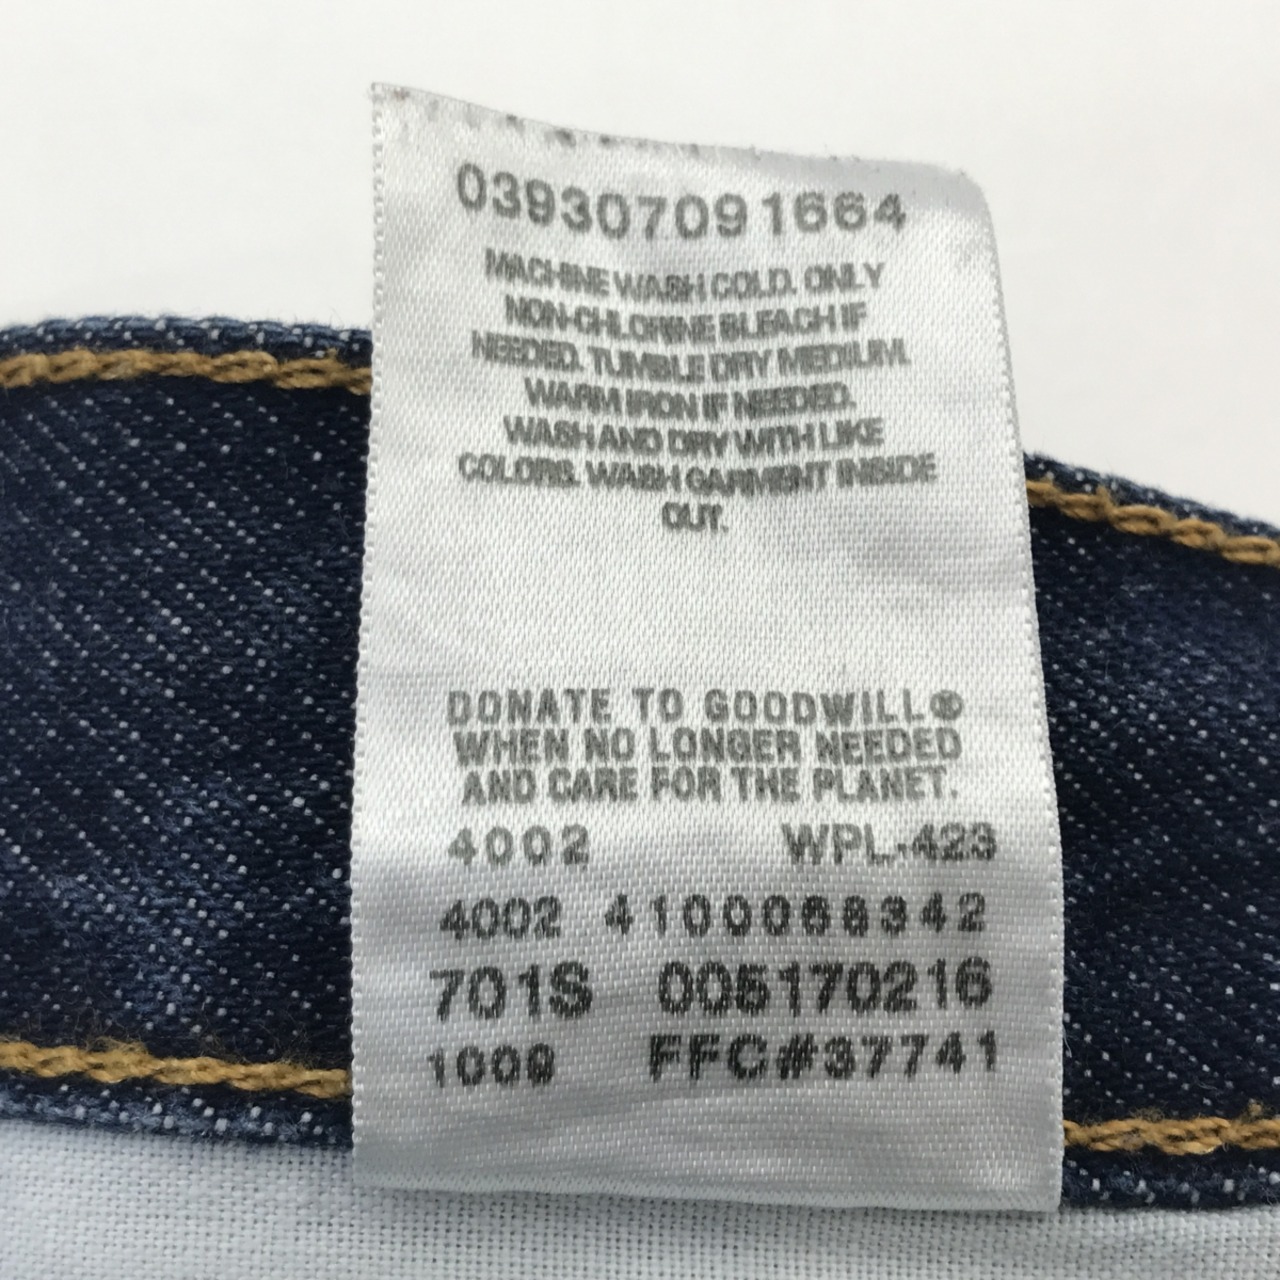 039307091664
MACHINE WASH COLD. ONLY
NON-CHLORINE BLEACH IF
NEEDED. TUMBLE DRY MEDIUM.
WARM IRON IF NEEDED.
WASH AND DRY WITH LIKE
COLORS. WASH GARMENT INSIDE
OUT.
DONATE TO GOODWILL®
WHEN NO LONGER NEEDED
AND CARE FOR THE PLANET.
4002 WPL-423
4002 4100068342
701S 005170216
1009 FFC#37741